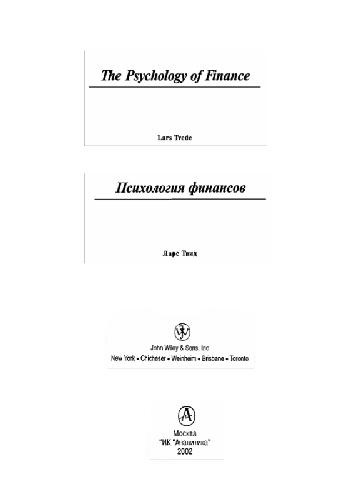 The Psychology of Finance
Lars Tvede
Психология финансов
Ларс Твид
John Wiley & Sons, Inc
New York • Chichester • Weinheim • Brisbane • Toronto
Москва
"ИК "Аналитика"
2002